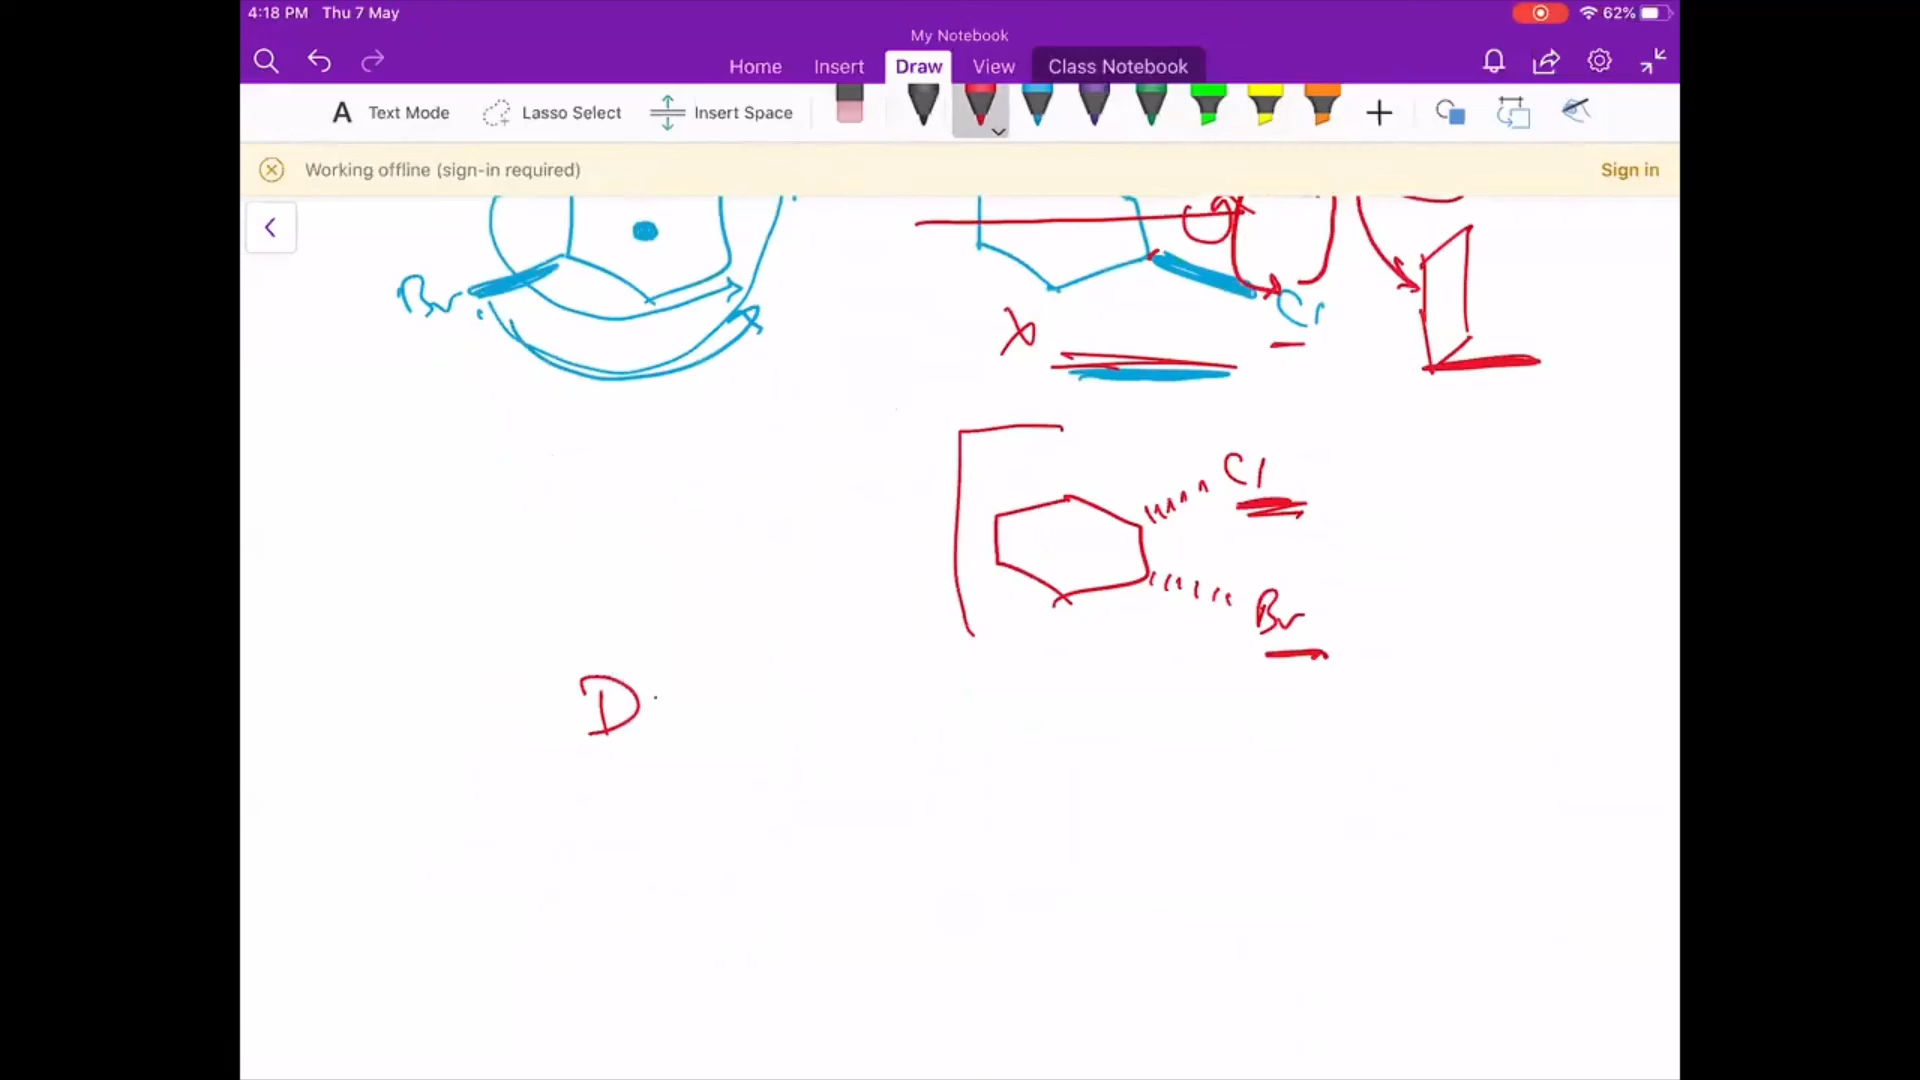 4:18 PM Thu 7 May
62%
My Notebook
Home Insert Draw View Class Notebook
A Text Mode Lasso Select Insert Space
Working offline (sign-in required) Sign in
Br
Cl
Cl
Br
D